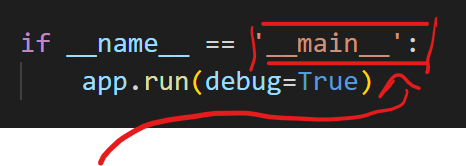 if __name__ == '__main__':
    app.run(debug=True)